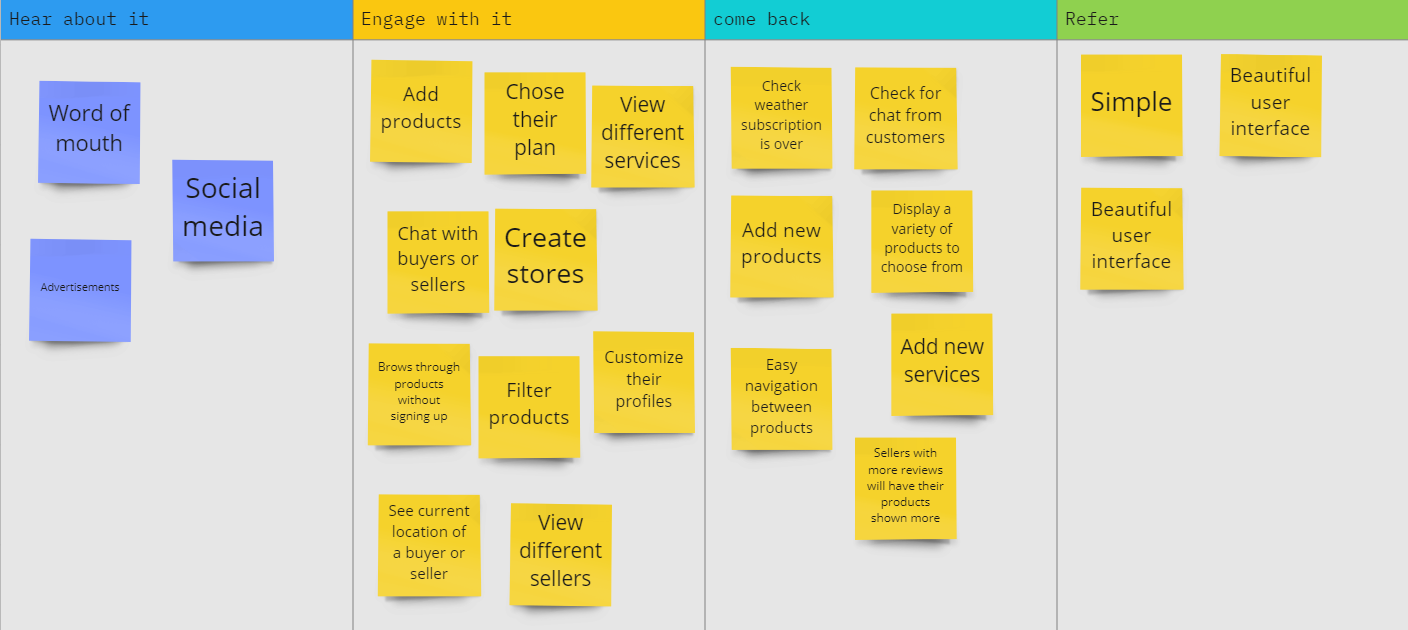 Hear about it
Engage with it
come back
Refer
Word of
mouth
Social
media
Advertisements
Add
products
Chose
their
plan
View
different
services
Chat with
buyers or
sellers
Create
stores
Brows through
products
without
signing up
Filter
products
Customize
their
profiles
See current
location of
a buyer or
seller
View
different
sellers
Check
weather
subscription
is over
Check for
chat from
customers
Add new
products
Display a
variety of
products to
choose from
Easy
navigation
between
products
Add new
services
Sellers with
more reviews
will have their
products
shown more
Simple
Beautiful
user
interface
Beautiful
user
interface